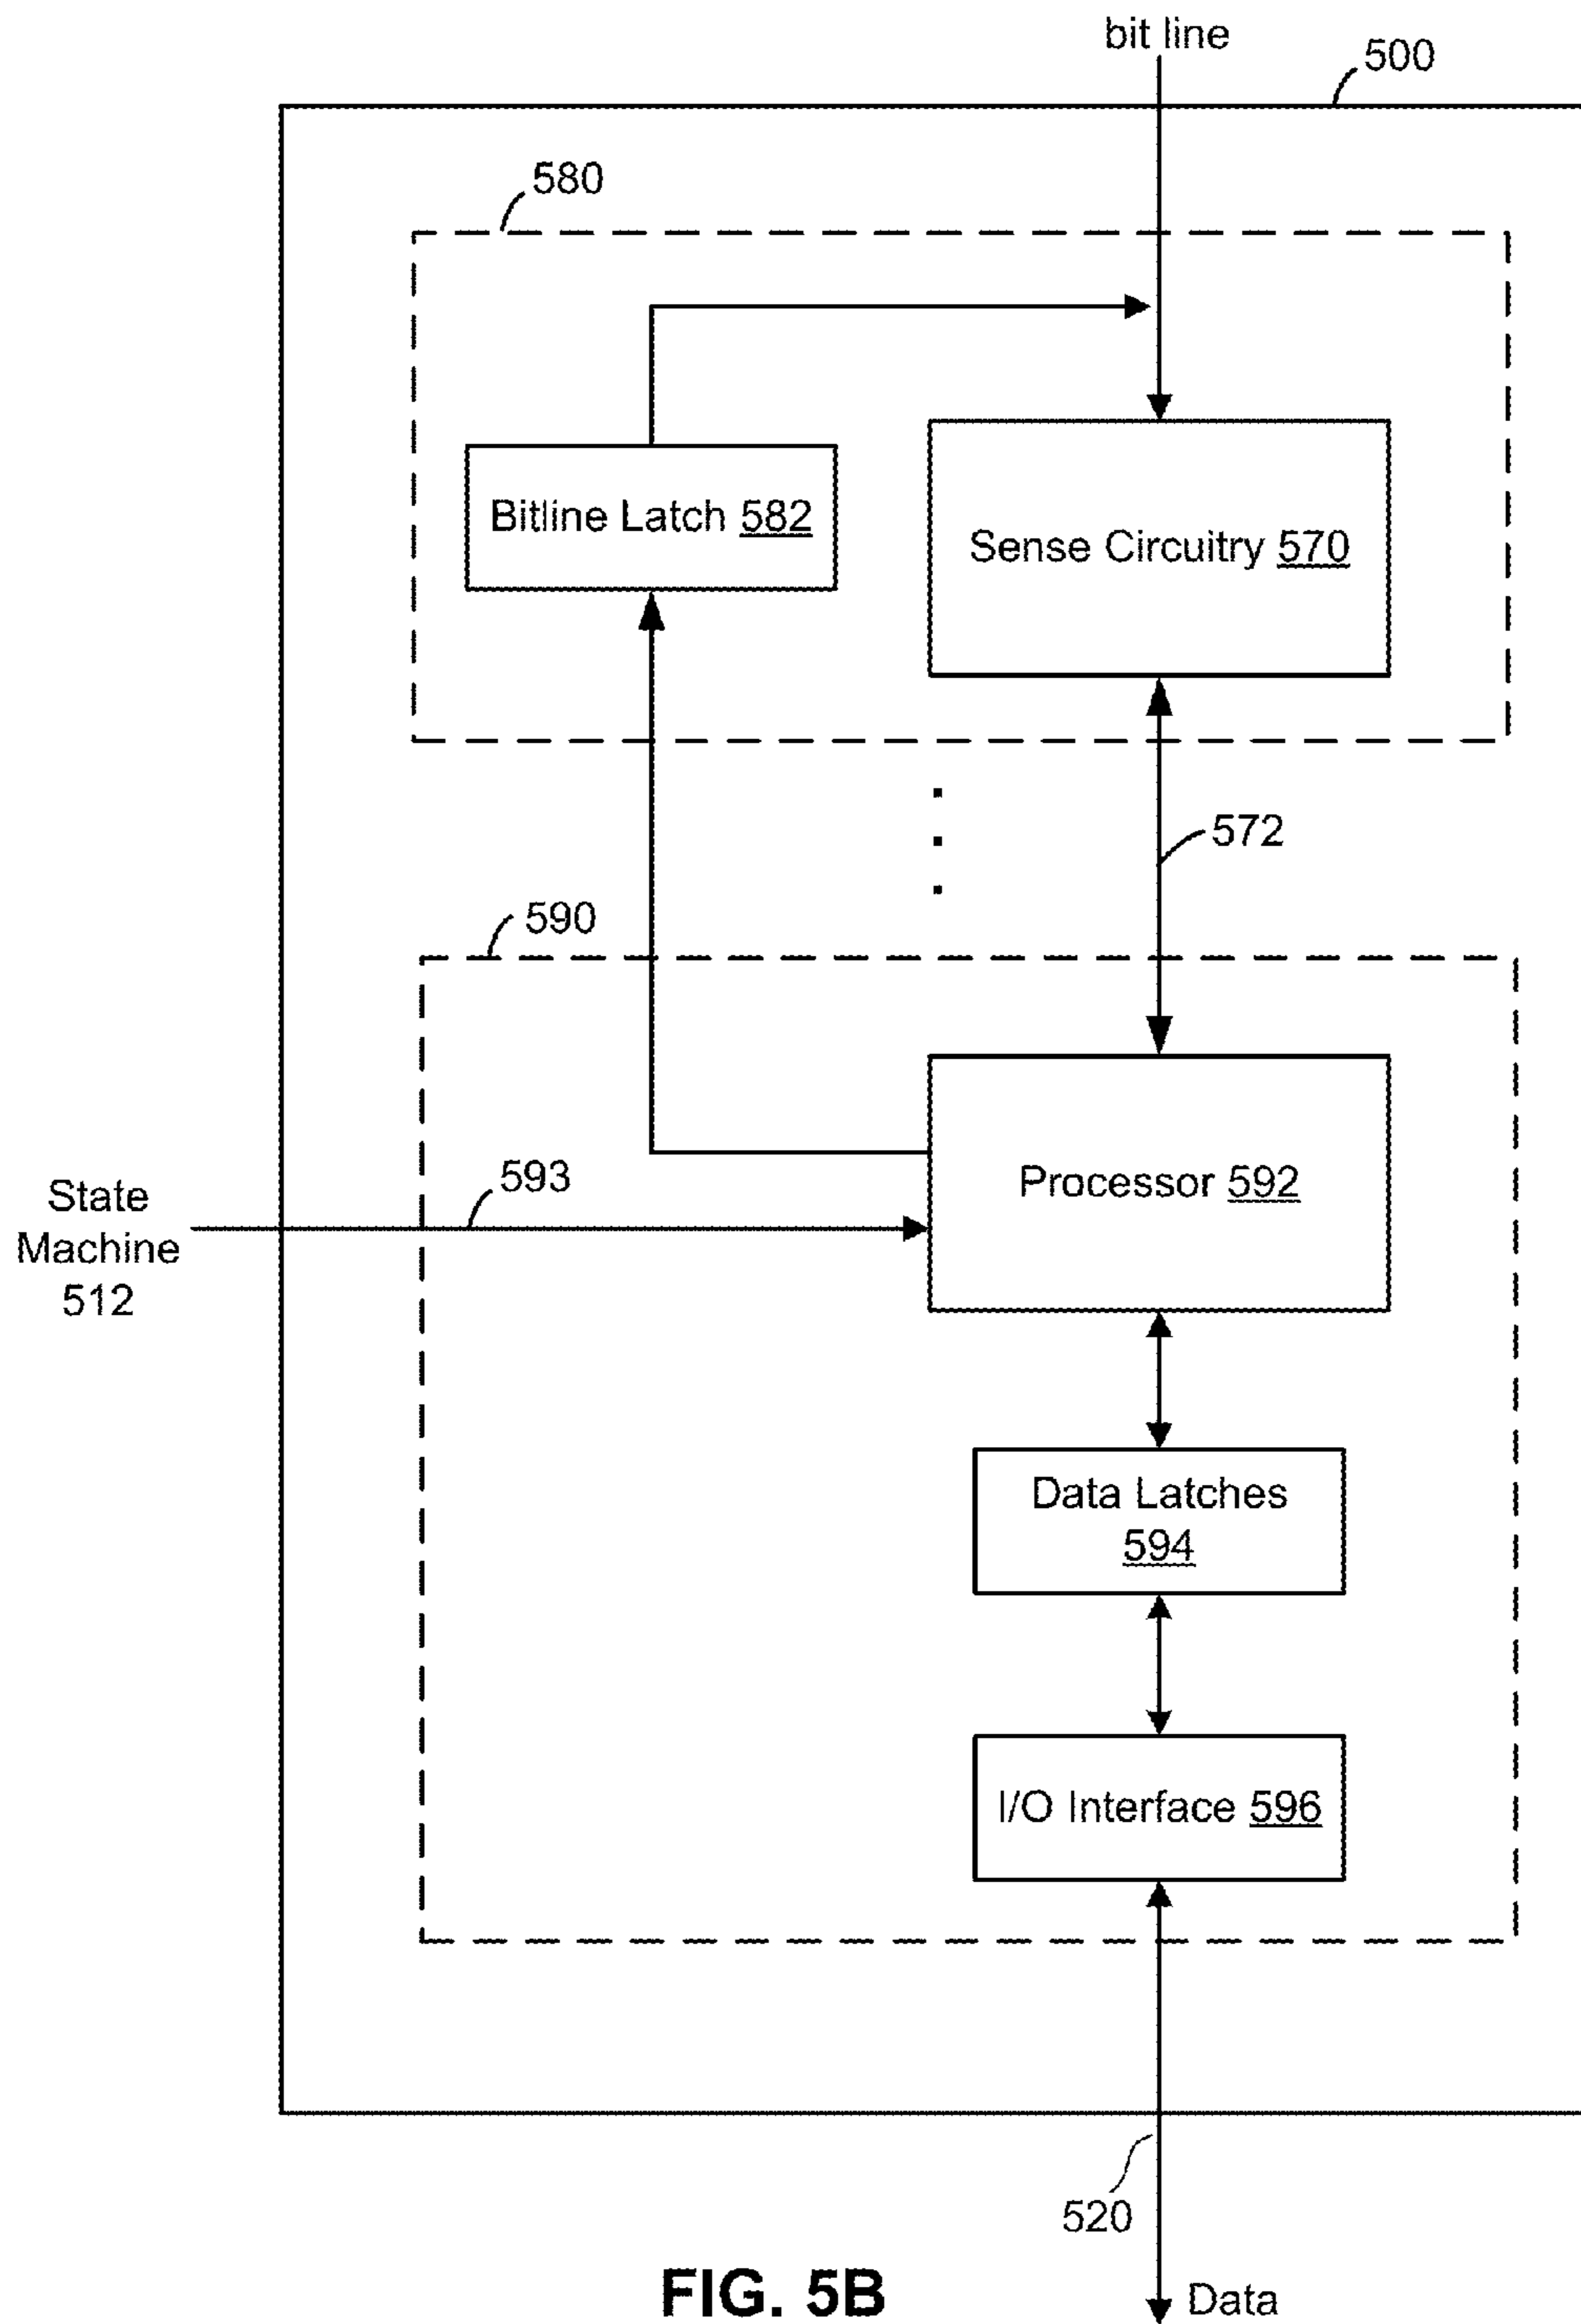 bit line
500
580
Bitline Latch 582
Sense Circuitry 570
572
590
593
State
Machine
512
Processor 592
Data Latches
594
I/O Interface 596
520
FIG. 5B
Data